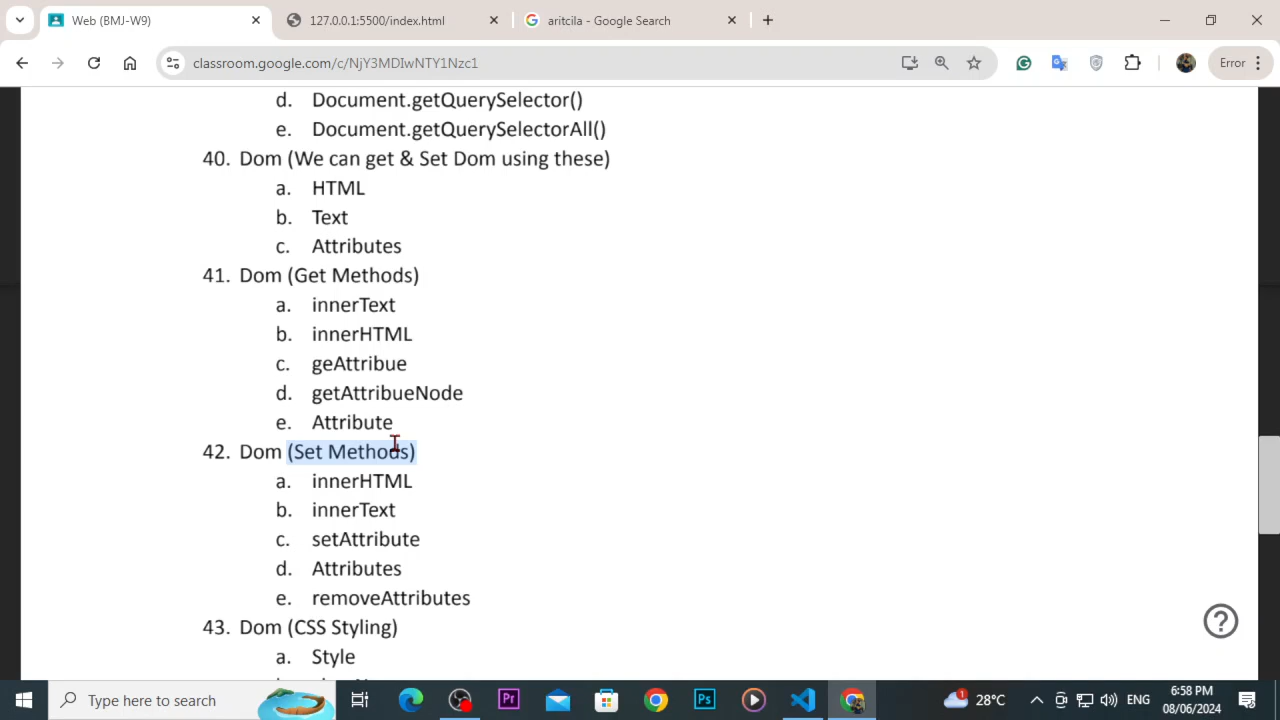 Web (BMJ-W9)
127.0.0.1:5500/index.html
aritcila - Google Search
classroom.google.com/c/NjY3MDIwNTY1Nzc1
Error
d. Document.getQuerySelector()
e. Document.getQuerySelectorAll()
40. Dom (We can get & Set Dom using these)
a. HTML
b. Text
c. Attributes
41. Dom (Get Methods)
a. innerText
b. innerHTML
c. geAttribue
d. getAttribueNode
e. Attribute
42. Dom (Set Methods)
a. innerHTML
b. innerText
c. setAttribute
d. Attributes
e. removeAttributes
43. Dom (CSS Styling)
a. Style
Type here to search
Pr
Ps
1
28°C
ENG
6:58 PM
08/06/2024